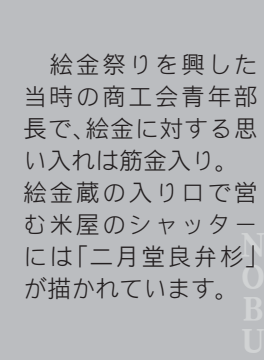 絵金祭りを興した
当時の商工会青年部
長で、絵金に対する思
い入れは筋金入り。
絵金蔵の入り口で営
む米屋のシャッター
には「二月堂良弁杉」
が描かれています。
NOBU